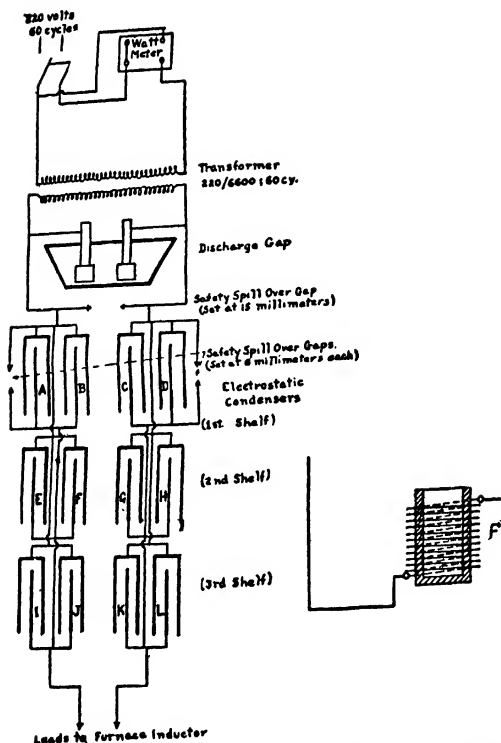 220 volts
60 cycles
Watt
Meter
Transformer
220/6600 : 60 cy.
Discharge Gap
Safety Spill Over Gap
(Set at 15 millimeters)
Safety Spill Over Gaps.
(Set at millimeters each)
A B C D
Electrostatic
Condensers
(1st Shelf)
E F G H
(2nd Shelf)
I J K L
(3rd Shelf)
Leads to Furnace Inductor